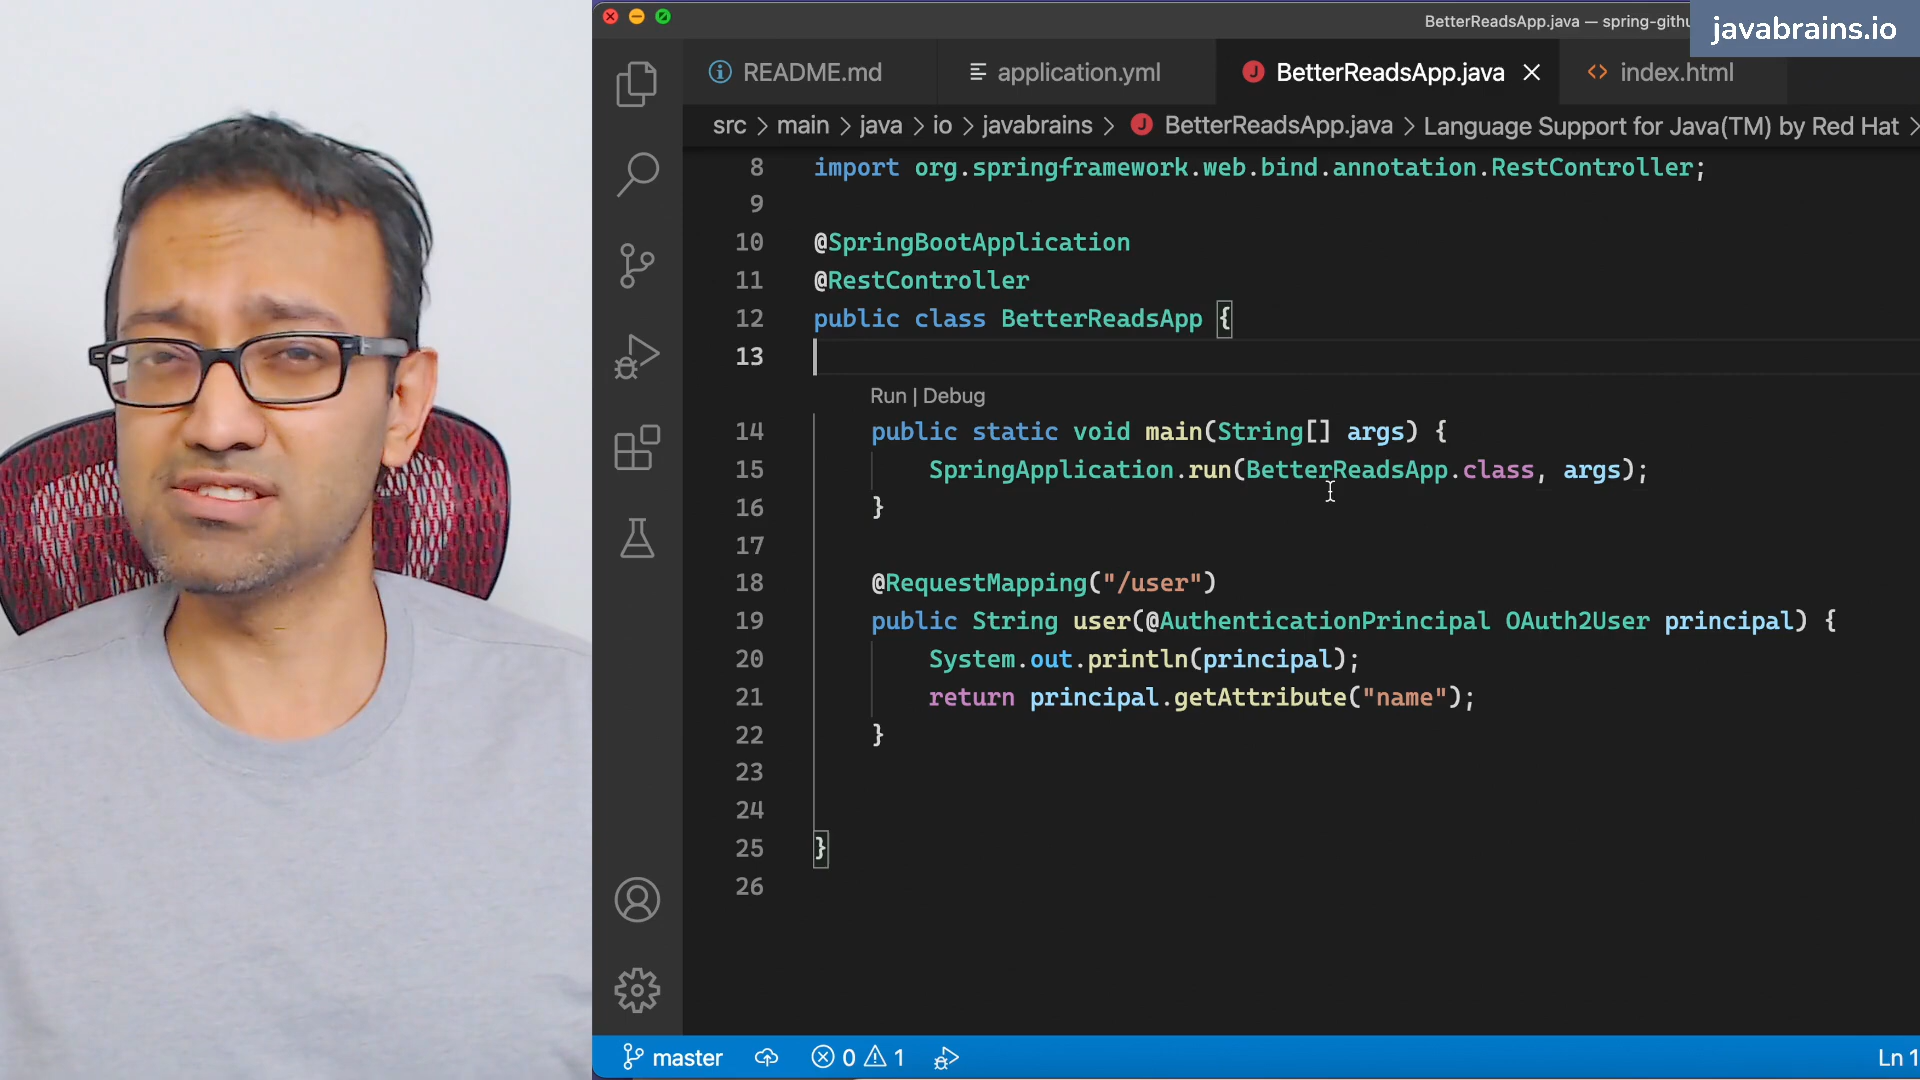 BetterReadsApp.java — spring-githu
javabrains.io
README.md
application.yml
BetterReadsApp.java
index.html
src > main > java > io > javabrains > BetterReadsApp.java > Language Support for Java(TM) by Red Hat >
8 import org.springframework.web.bind.annotation.RestController;
9
10 @SpringBootApplication
11 @RestController
12 public class BetterReadsApp {
13
Run | Debug
14 public static void main(String[] args) {
15 SpringApplication.run(BetterReadsApp.class, args);
16 }
17
18 @RequestMapping("/user")
19 public String user(@AuthenticationPrincipal OAuth2User principal) {
20 System.out.println(principal);
21 return principal.getAttribute("name");
22 }
23
24
25 }
26
master 0 1
Ln 1